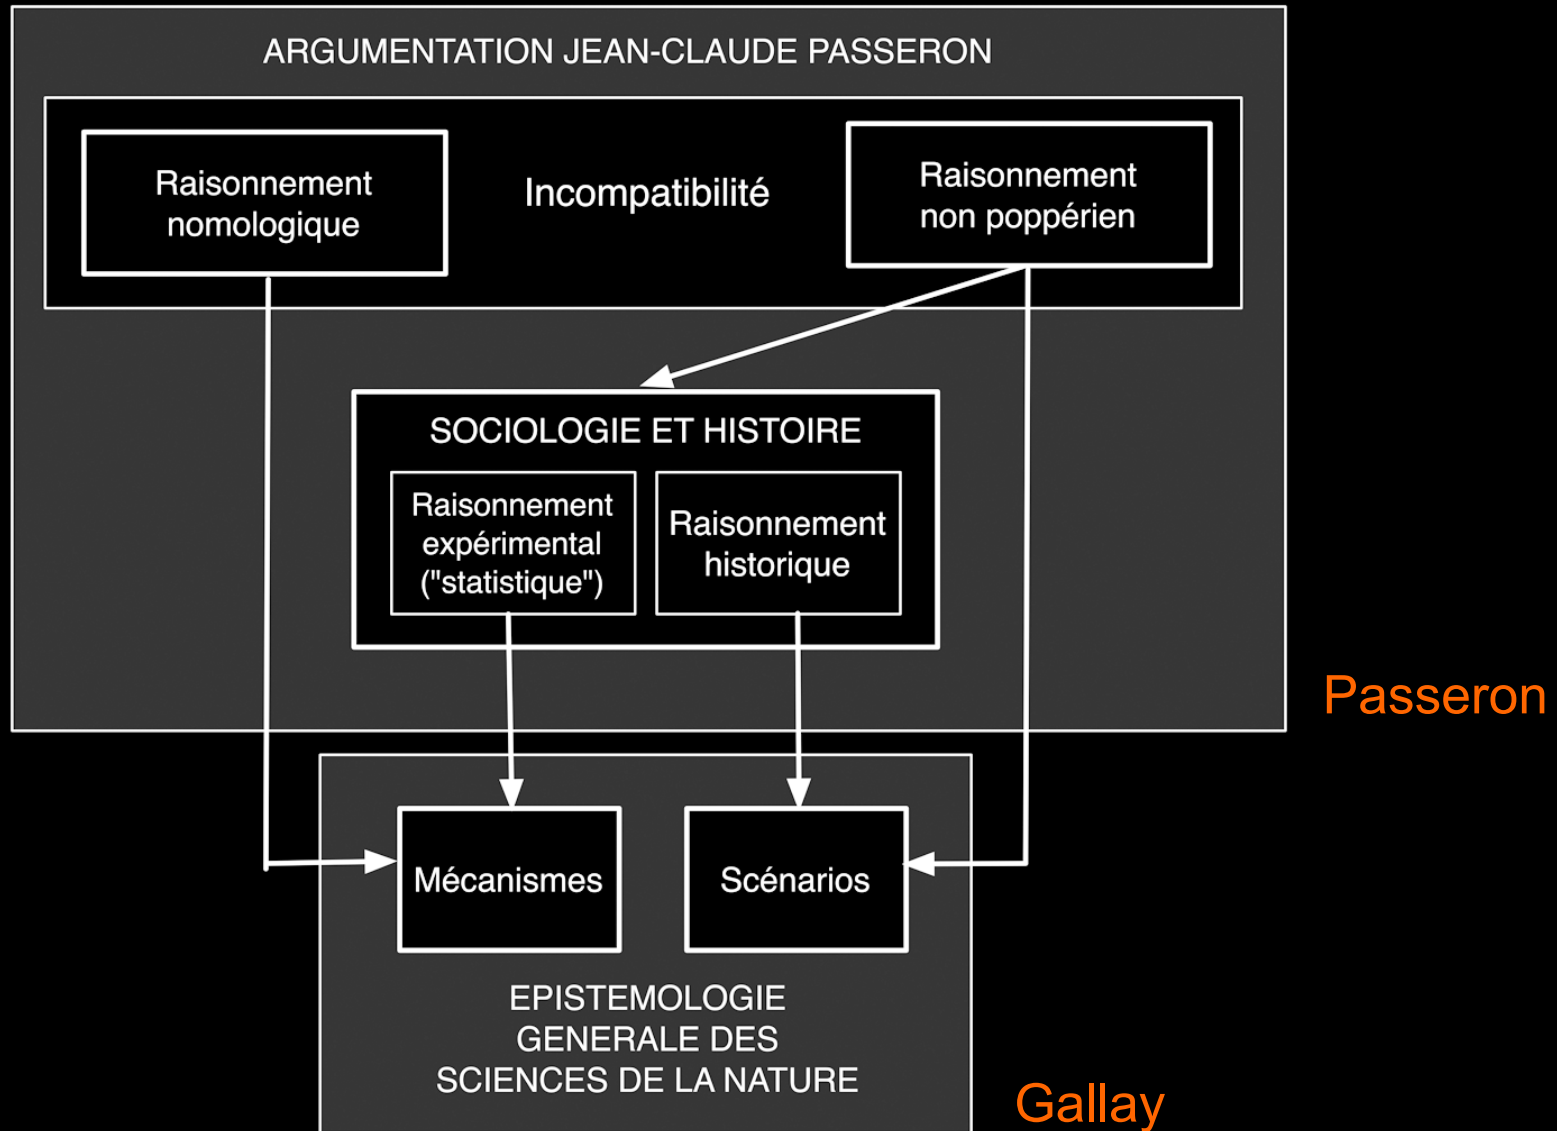 ARGUMENTATION JEAN-CLAUDE PASSERON
Raisonnement
nomologique
Incompatibilité
Raisonnement
non poppérien
SOCIOLOGIE ET HISTOIRE
Raisonnement
expérimental
("statistique")
Raisonnement
historique
Passeron
Mécanismes
Scénarios
EPISTEMOLOGIE
GENERALE DES
SCIENCES DE LA NATURE
Gallay